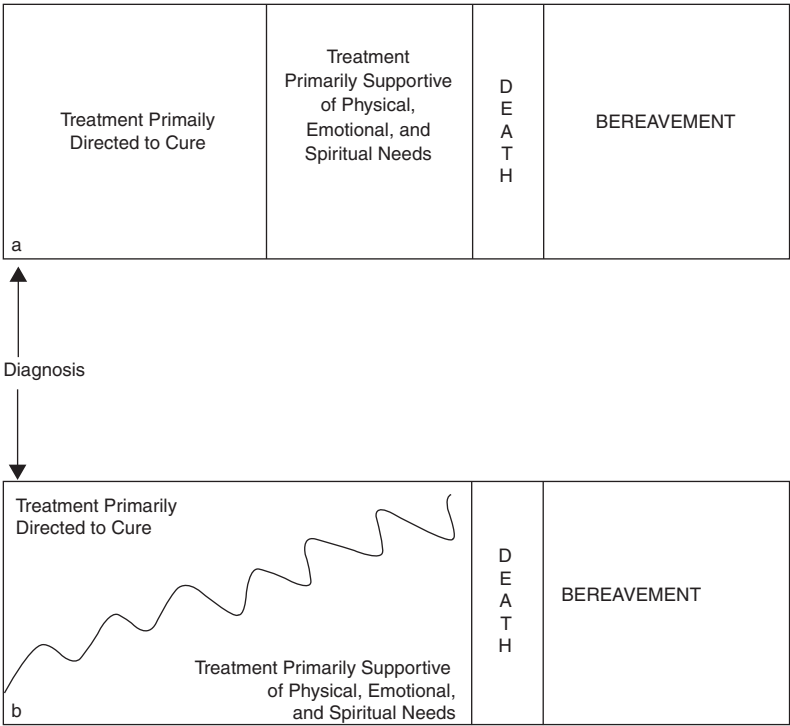 Treatment Primaily
Directed to Cure
Treatment
Primarily Supportive
of Physical,
Emotional, and
Spiritual Needs
D
E
A
T
H
BEREAVEMENT
a
Diagnosis
Treatment Primarily
Directed to Cure
Treatment Primarily Supportive
of Physical, Emotional,
and Spiritual Needs
D
E
A
T
H
BEREAVEMENT
b